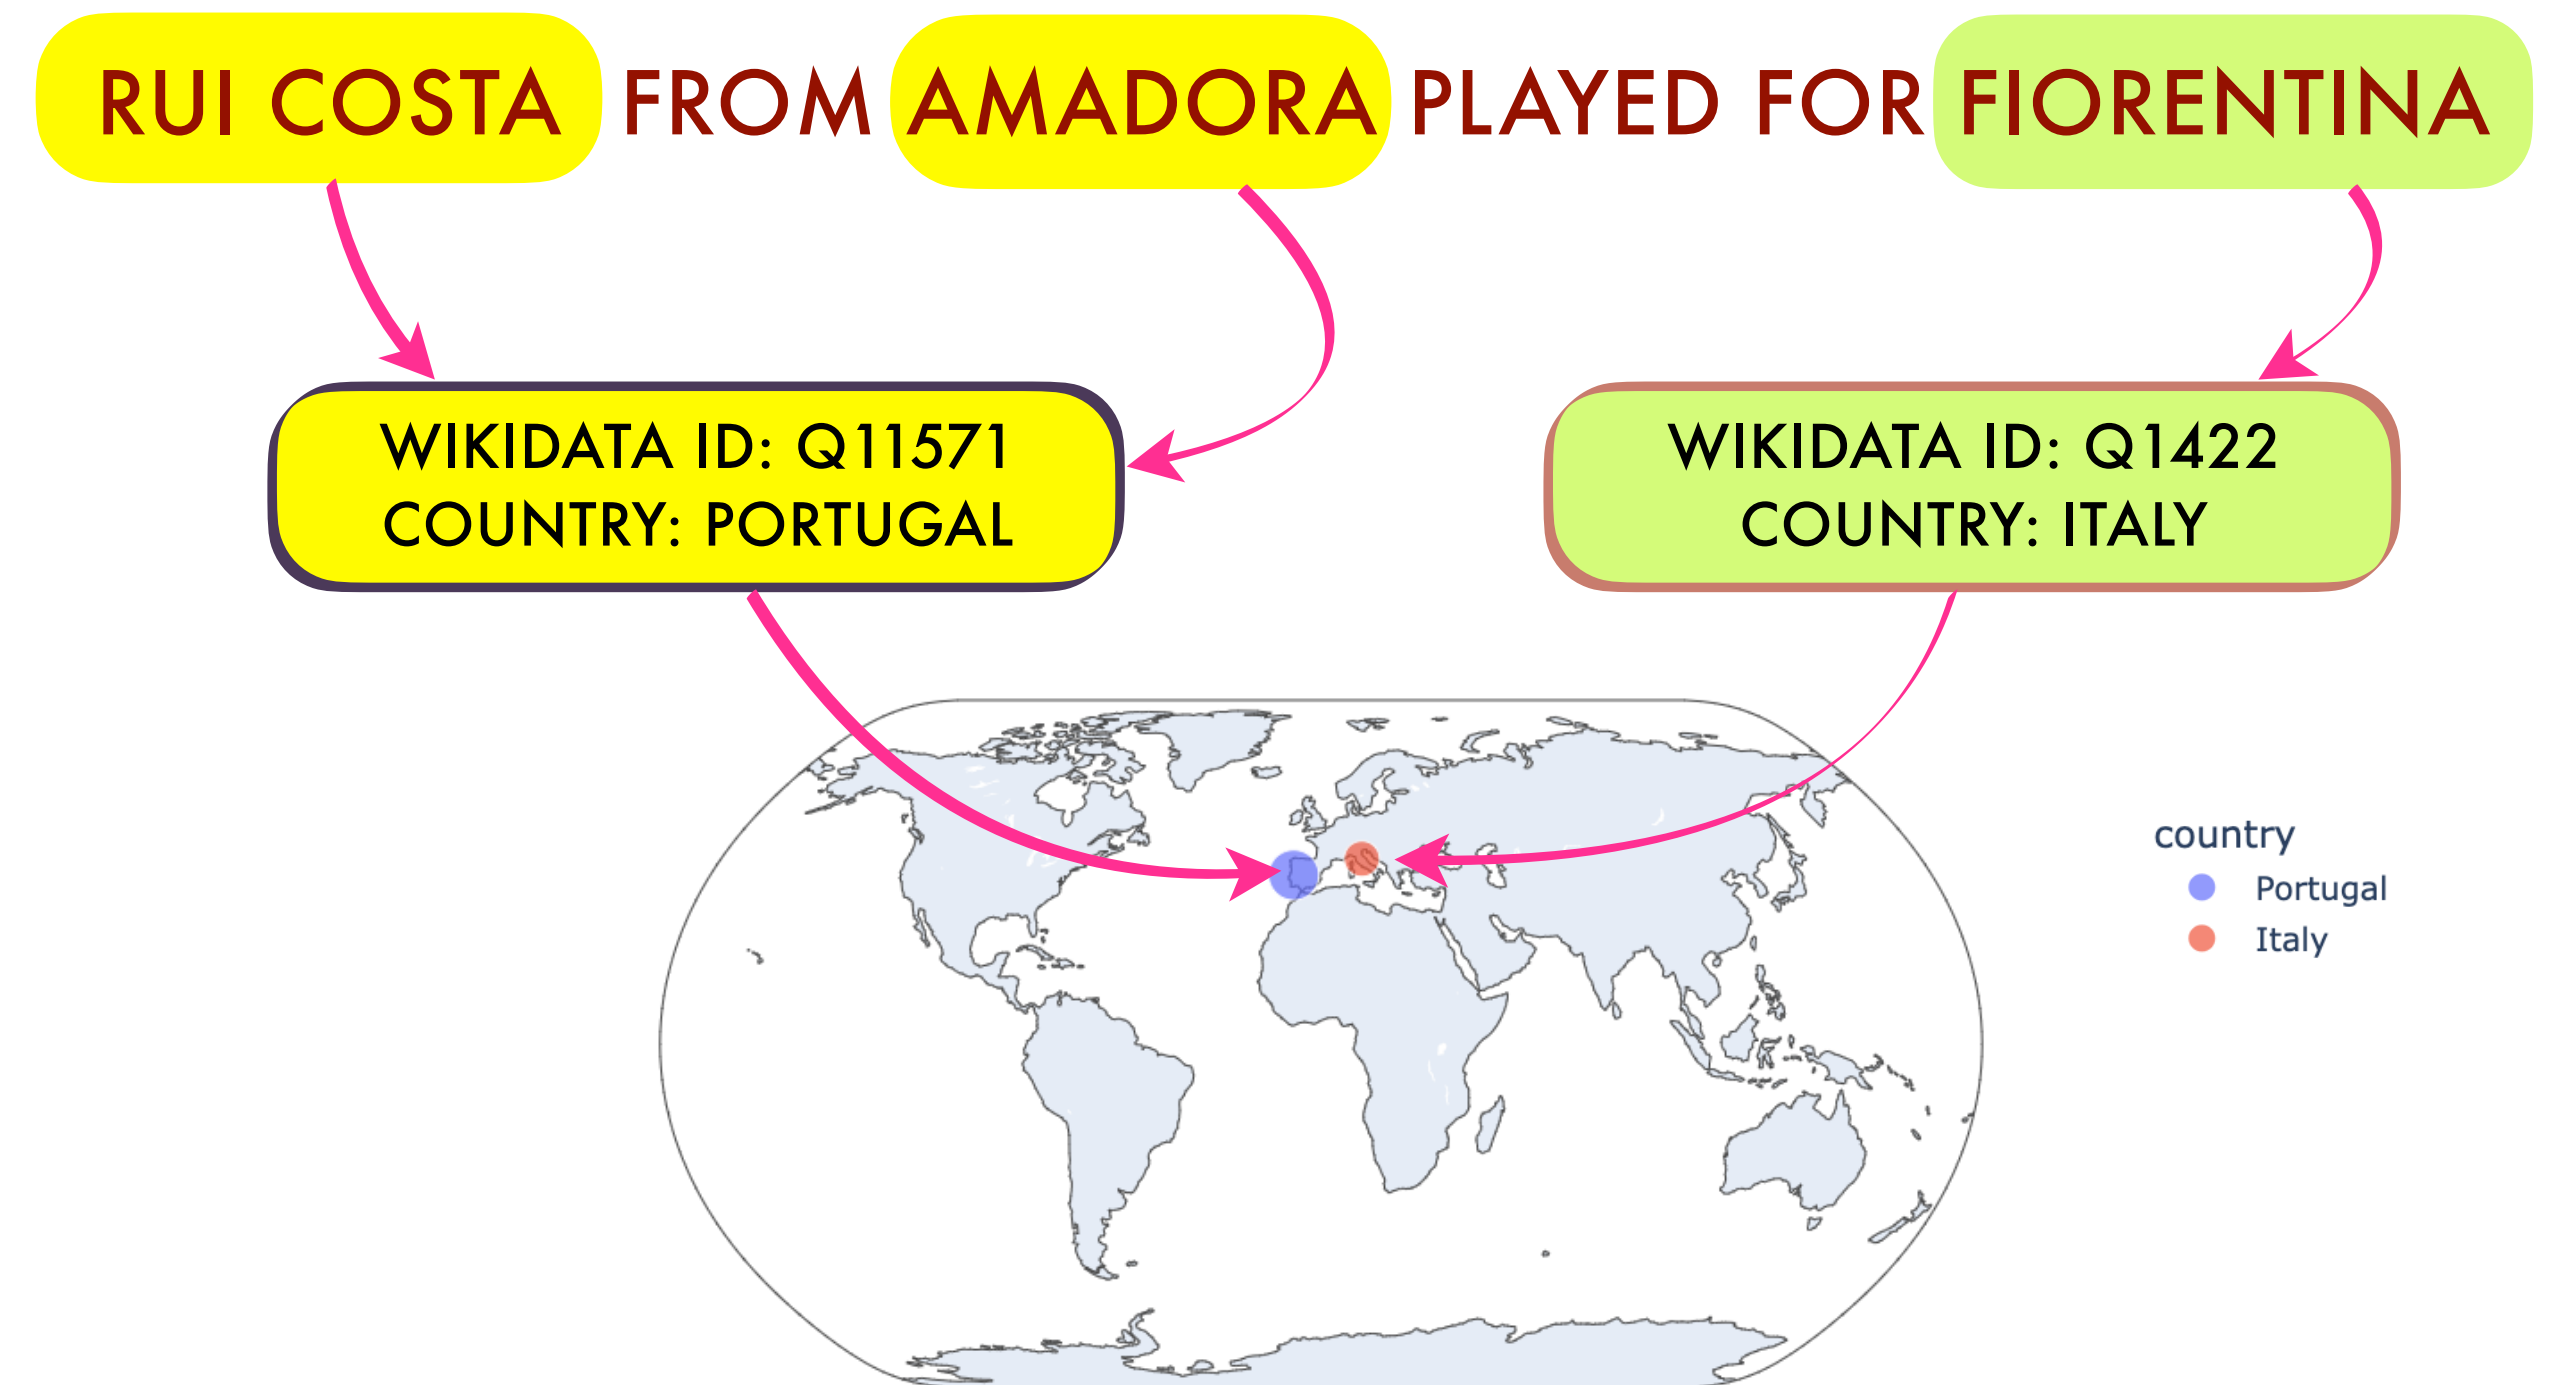 RUI COSTA FROM AMADORA PLAYED FOR FIORENTINA
WIKIDATA ID: Q11571
COUNTRY: PORTUGAL
WIKIDATA ID: Q1422
COUNTRY: ITALY
country
Portugal
Italy